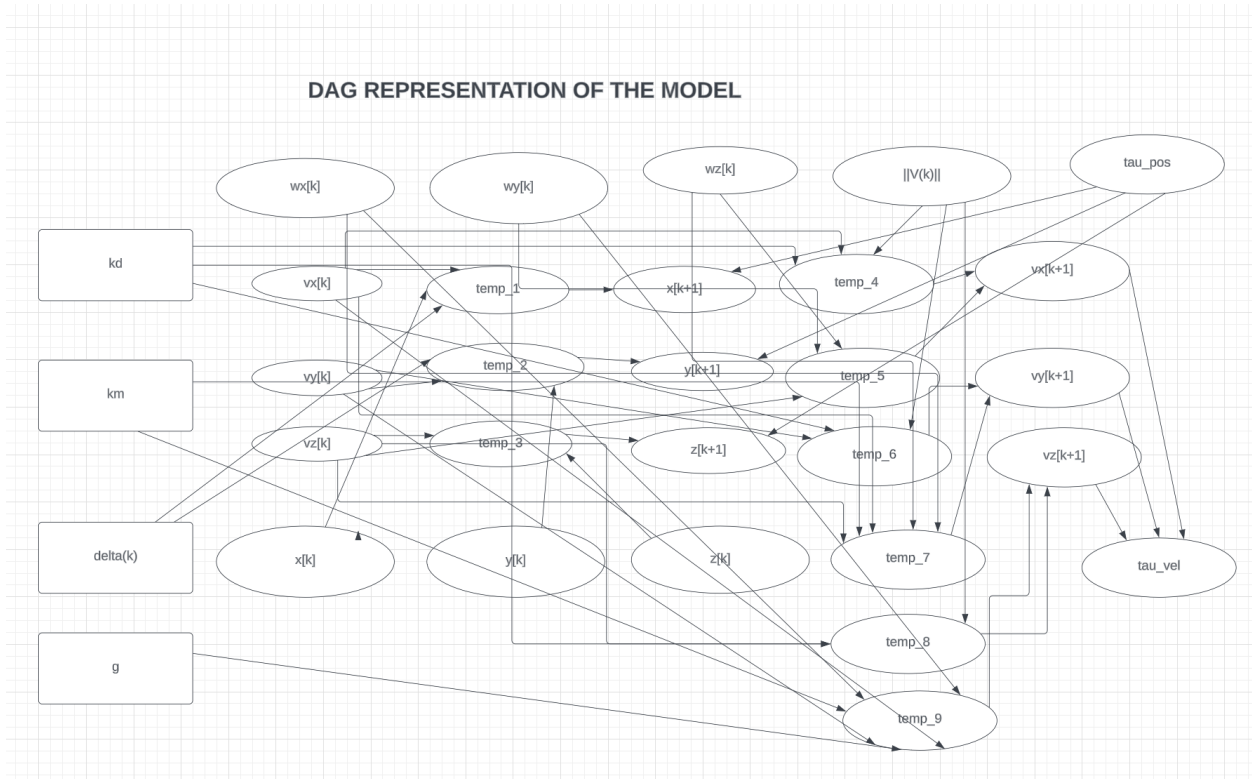 DAG REPRESENTATION OF THE MODEL
wx[k]
wy[k]
wz[k]
||V(k)||
tau_pos
kd
vx[k]
temp_1
x[k+1]
temp_4
vx[k+1]
km
vy[k]
temp_2
y[k+1]
temp_5
vy[k+1]
vz[k]
temp_3
z[k+1]
temp_6
vz[k+1]
delta(k)
x[k]
y[k]
z[k]
temp_7
tau_vel
g
temp_8
temp_9